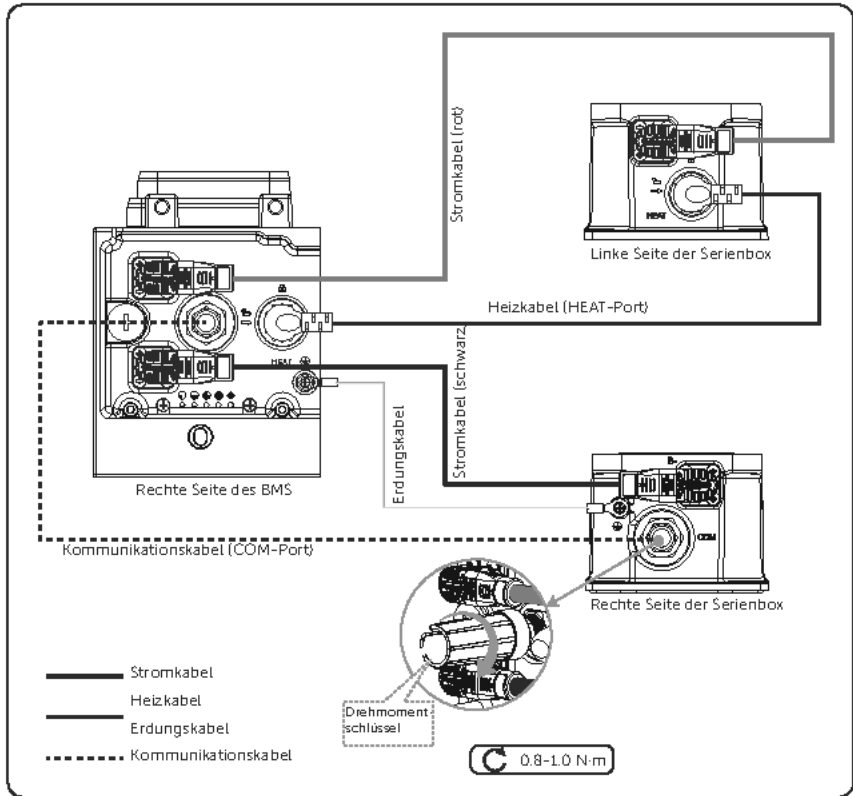 Stromkabel (rot)
HEAT
Linke Seite der Serienbox
Heizkabel (HEAT-Port)
HEAT
Stromkabel (schwarz)
Erdungskabel
Rechte Seite des BMS
B-
COM
Kommunikationskabel (COM-Port)
Rechte Seite der Serienbox
Stromkabel
Heizkabel
Erdungskabel
Kommunikationskabel
Drehmoment-
schlüssel
0.8-1.0 N·m